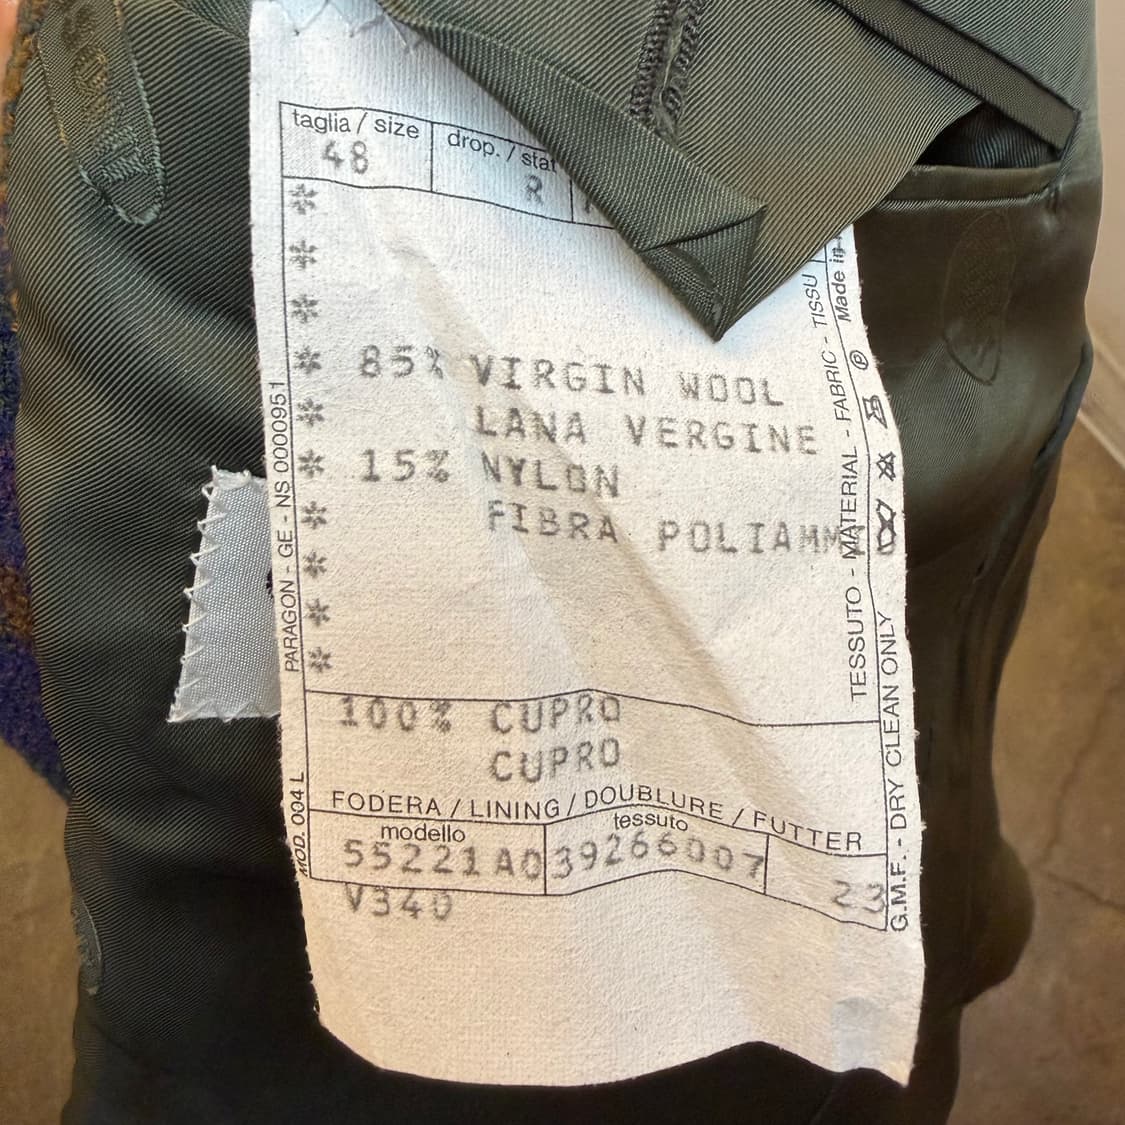 taglia / size
48
drop. / stat
R
*
*
*
* 85% VIRGIN WOOL
* LANA VERGINE
* 15% NYLON
* FIBRA POLIAMM
*
*
*
100% CUPRO
CUPRO
FODERA / LINING / DOUBLURE / FUTTER
modello
55221A0
V340
tessuto
39266007
23
PARAGON - GE - NS.0000951
MOD. 004 L
TESSUTO - MATERIAL - FABRIC - TISSU
G.M.F. - DRY CLEAN ONLY
Ⓟ
Made in